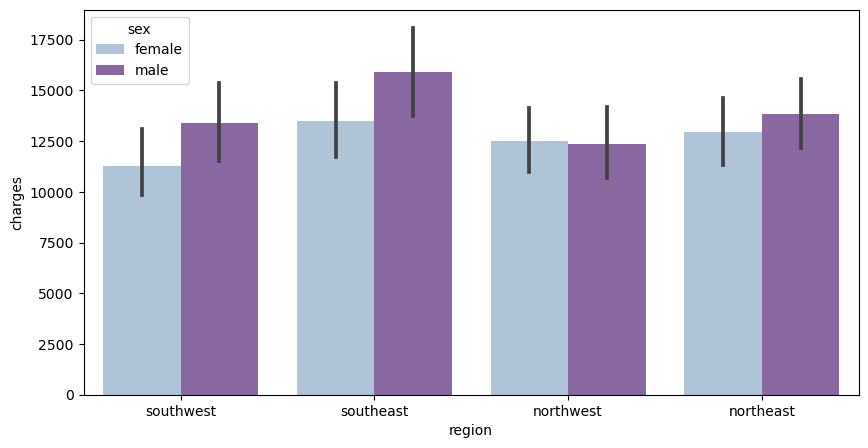 sex
female
male
17500
15000
12500
10000
7500
5000
2500
0
charges
southwest
southeast
northwest
northeast
region